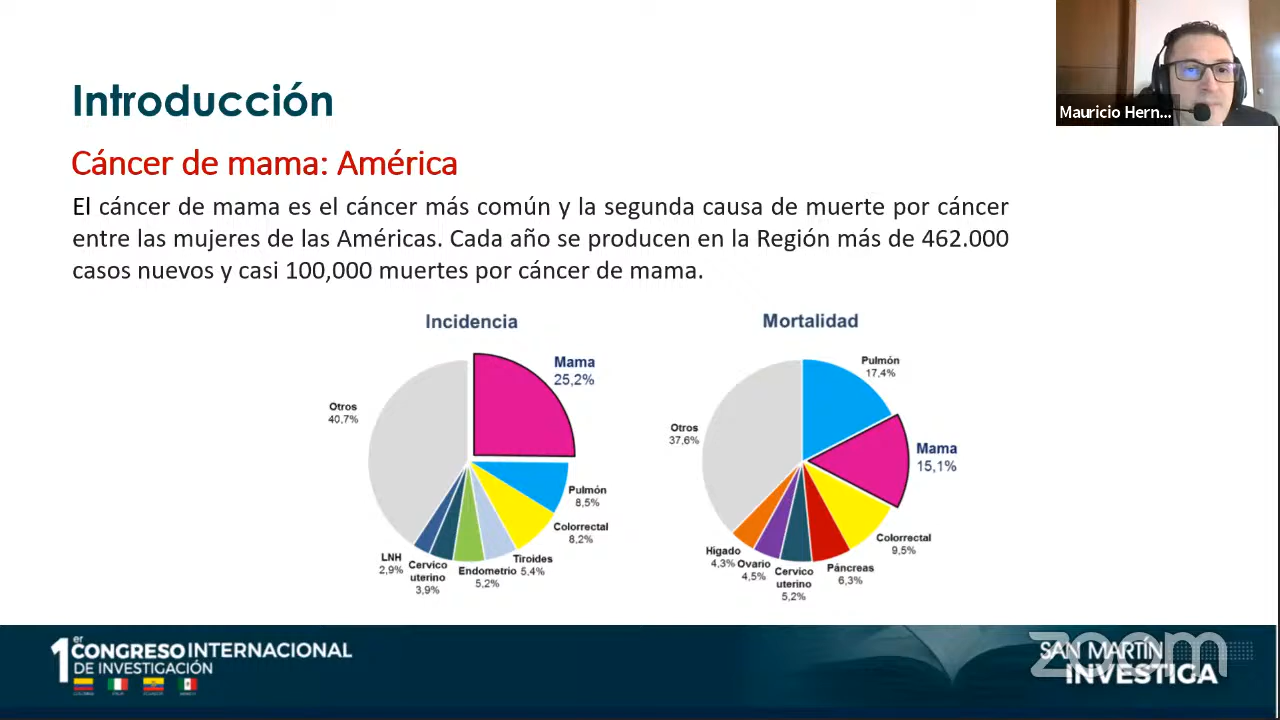 Mauricio Hern...
Introducción
Cáncer de mama: América
El cáncer de mama es el cáncer más común y la segunda causa de muerte por cáncer
entre las mujeres de las Américas. Cada año se producen en la Región más de 462.000
casos nuevos y casi 100,000 muertes por cáncer de mama.
Incidencia
Mama
25,2%
Otros
40,7%
Pulmón
8,5%
Colorrectal
8,2%
Tiroides
5,4%
Endometrio
5,2%
Cervico
uterino
3,9%
LNH
2,9%
Mortalidad
Pulmón
17,4%
Otros
37,6%
Mama
15,1%
Colorrectal
9,5%
Páncreas
6,3%
Cervico
uterino
5,2%
Ovario
4,5%
Hígado
4,3%
1er CONGRESO INTERNACIONAL
DE INVESTIGACIÓN
SAN MARTÍN
INVESTIGA
zoom